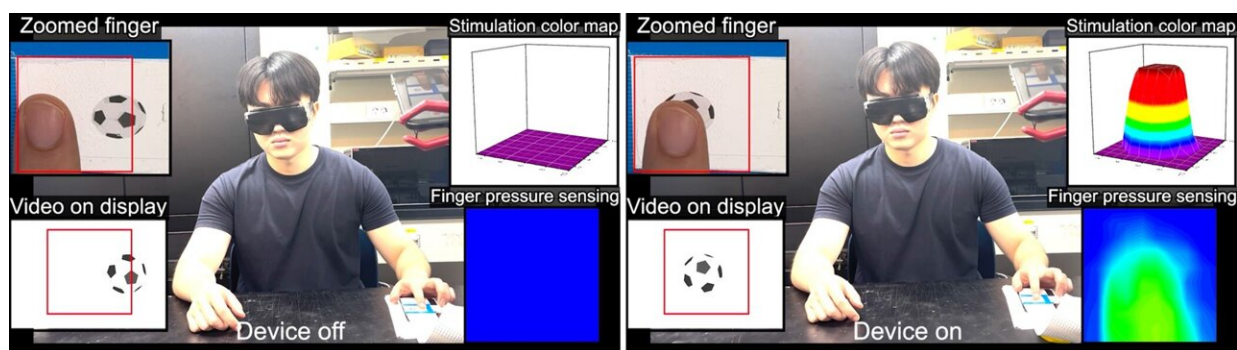 Zoomed finger
Stimulation color map
Video on display
Finger pressure sensing
Device off
Zoomed finger
Stimulation color map
Video on display
Finger pressure sensing
Device on